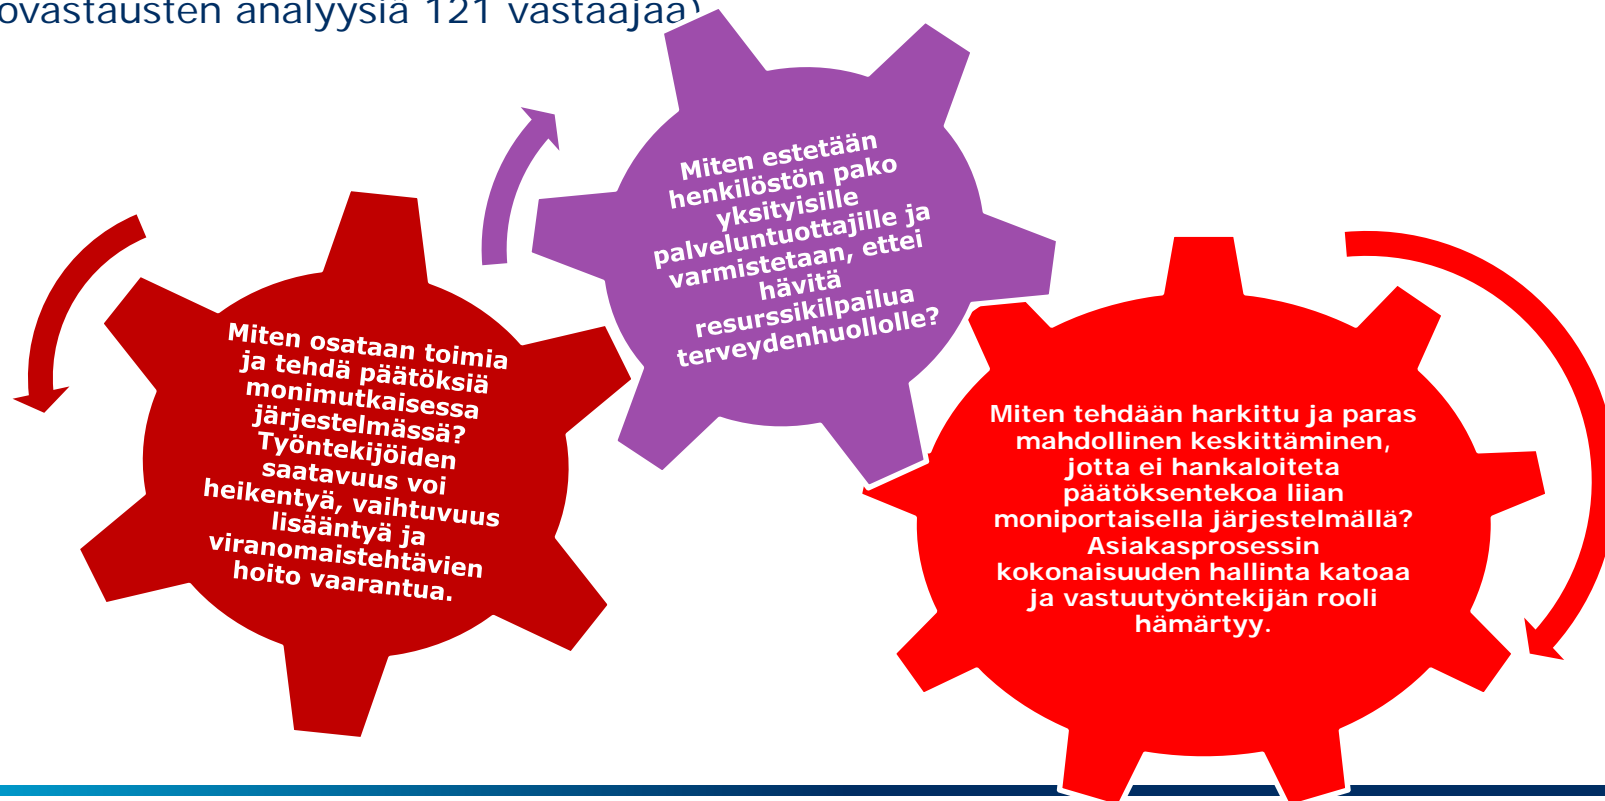 ovastausten analyysiä 121 vastaajaa)
Miten osataan toimia
ja tehdä päätöksiä
monimutkaisessa
järjestelmässä?
Työntekijöiden
saatavuus voi
heikentyä, vaihtuvuus
lisääntyä ja
viranomaistehtävien
hoito vaarantua.
Miten estetään
henkilöstön pako
yksityisille
palveluntuottajille ja
varmistetaan, ettei
hävitä
resurssikilpailua
terveydenhuollolle?
Miten tehdään harkittu ja paras
mahdollinen keskittäminen,
jotta ei hankaloiteta
päätöksentekoa liian
moniportaisella järjestelmällä?
Asiakasprosessin
kokonaisuuden hallinta katoaa
ja vastuutyöntekijän rooli
hämärtyy.